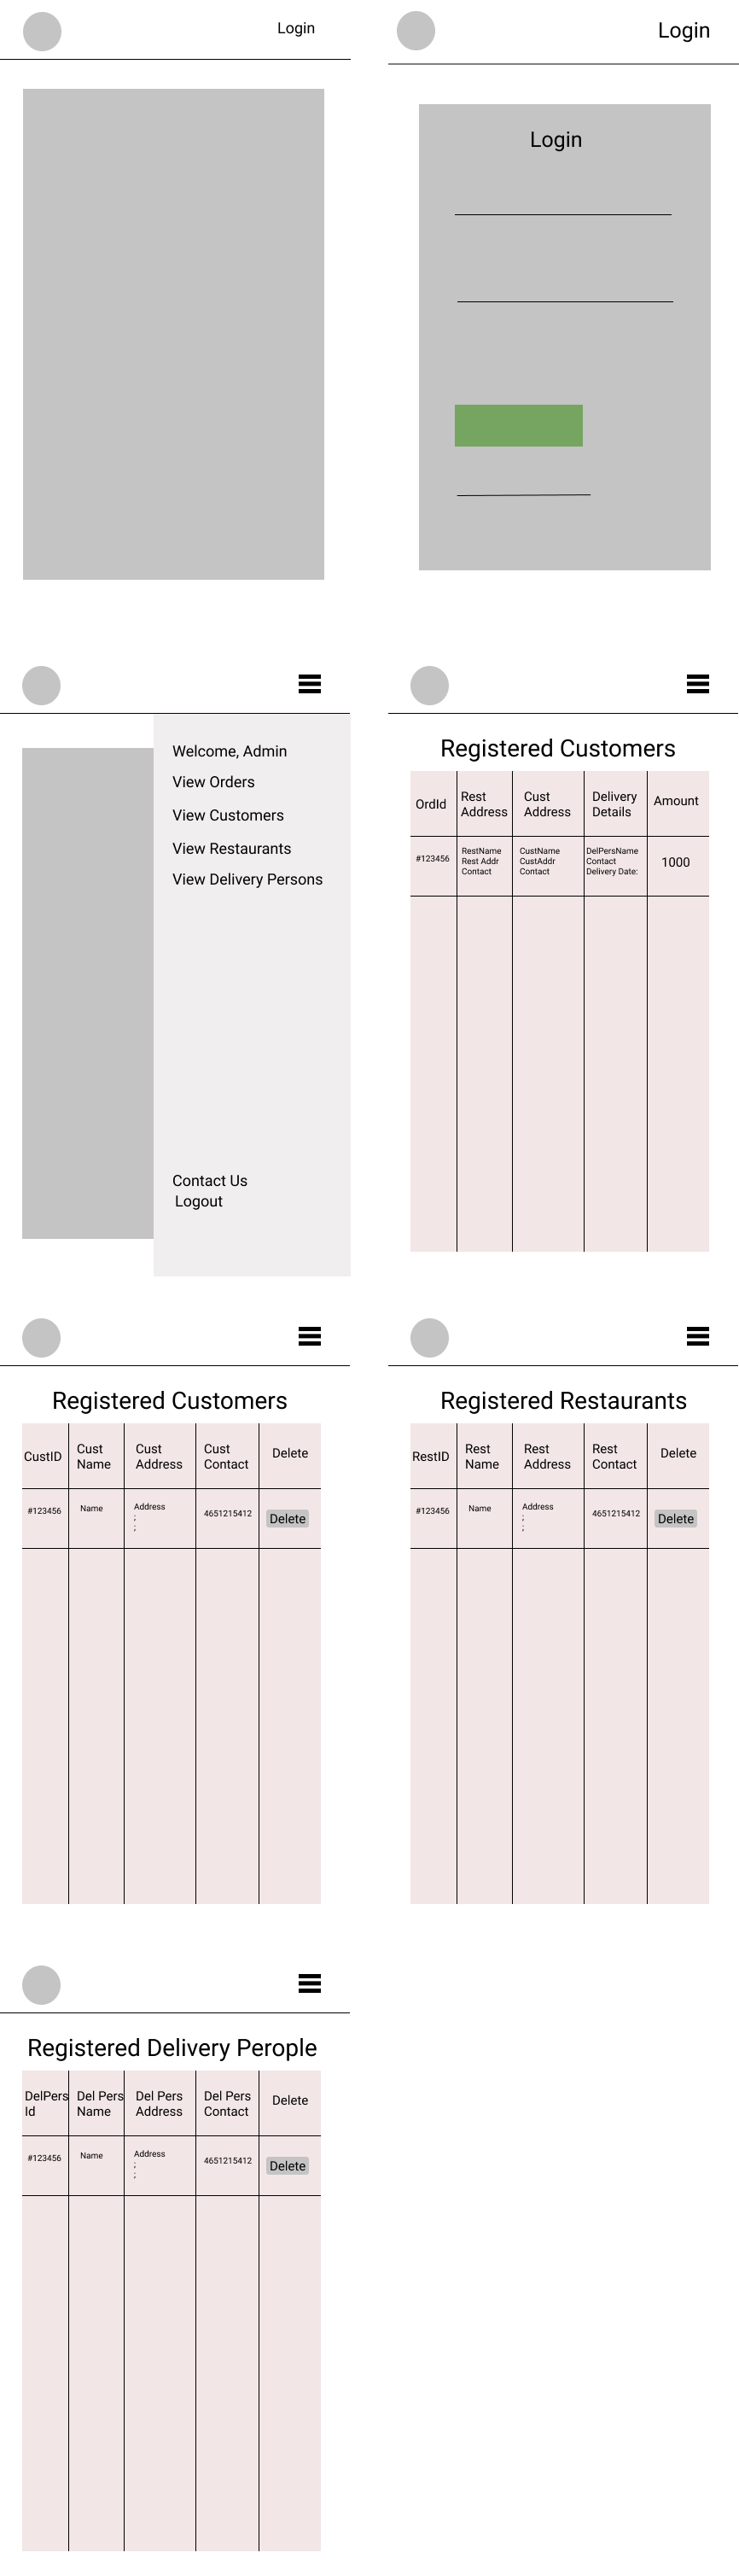 Login
Login
Login
Welcome, Admin
View Orders
View Customers
View Restaurants
View Delivery Persons
Contact Us
Logout
Registered Customers
OrdId
Rest
Address
Cust
Address
Delivery
Details
Amount
#123456
RestName
Rest Addr
Contact
CustName
CustAddr
Contact
DelPersName
Contact
Delivery Date:
1000
Registered Customers
CustID
Cust
Name
Cust
Address
Cust
Contact
Delete
#123456
Name
Address
;
;
4651215412
Delete
Registered Restaurants
RestID
Rest
Name
Rest
Address
Rest
Contact
Delete
#123456
Name
Address
;
;
4651215412
Delete
Registered Delivery Perople
DelPers
Id
Del Pers
Name
Del Pers
Address
Del Pers
Contact
Delete
#123456
Name
Address
;
;
4651215412
Delete